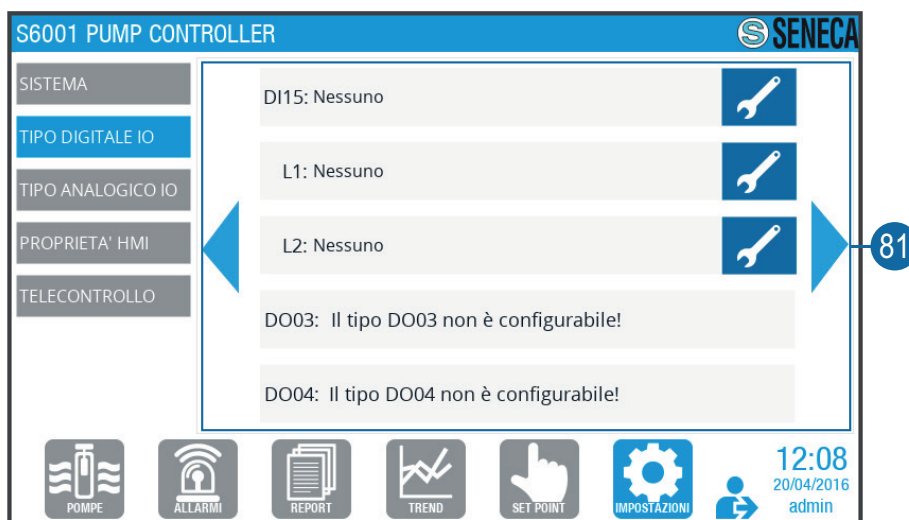 S6001 PUMP CONTROLLER
S SENECA
SISTEMA
TIPO DIGITALE IO
TIPO ANALOGICO IO
PROPRIETA' HMI
TELECONTROLLO
DI15: Nessuno
L1: Nessuno
L2: Nessuno
DO03: Il tipo DO03 non è configurabile!
DO04: Il tipo DO04 non è configurabile!
81
POMPE
ALLARMI
REPORT
TREND
SET POINT
IMPOSTAZIONI
12:08
20/04/2016
admin